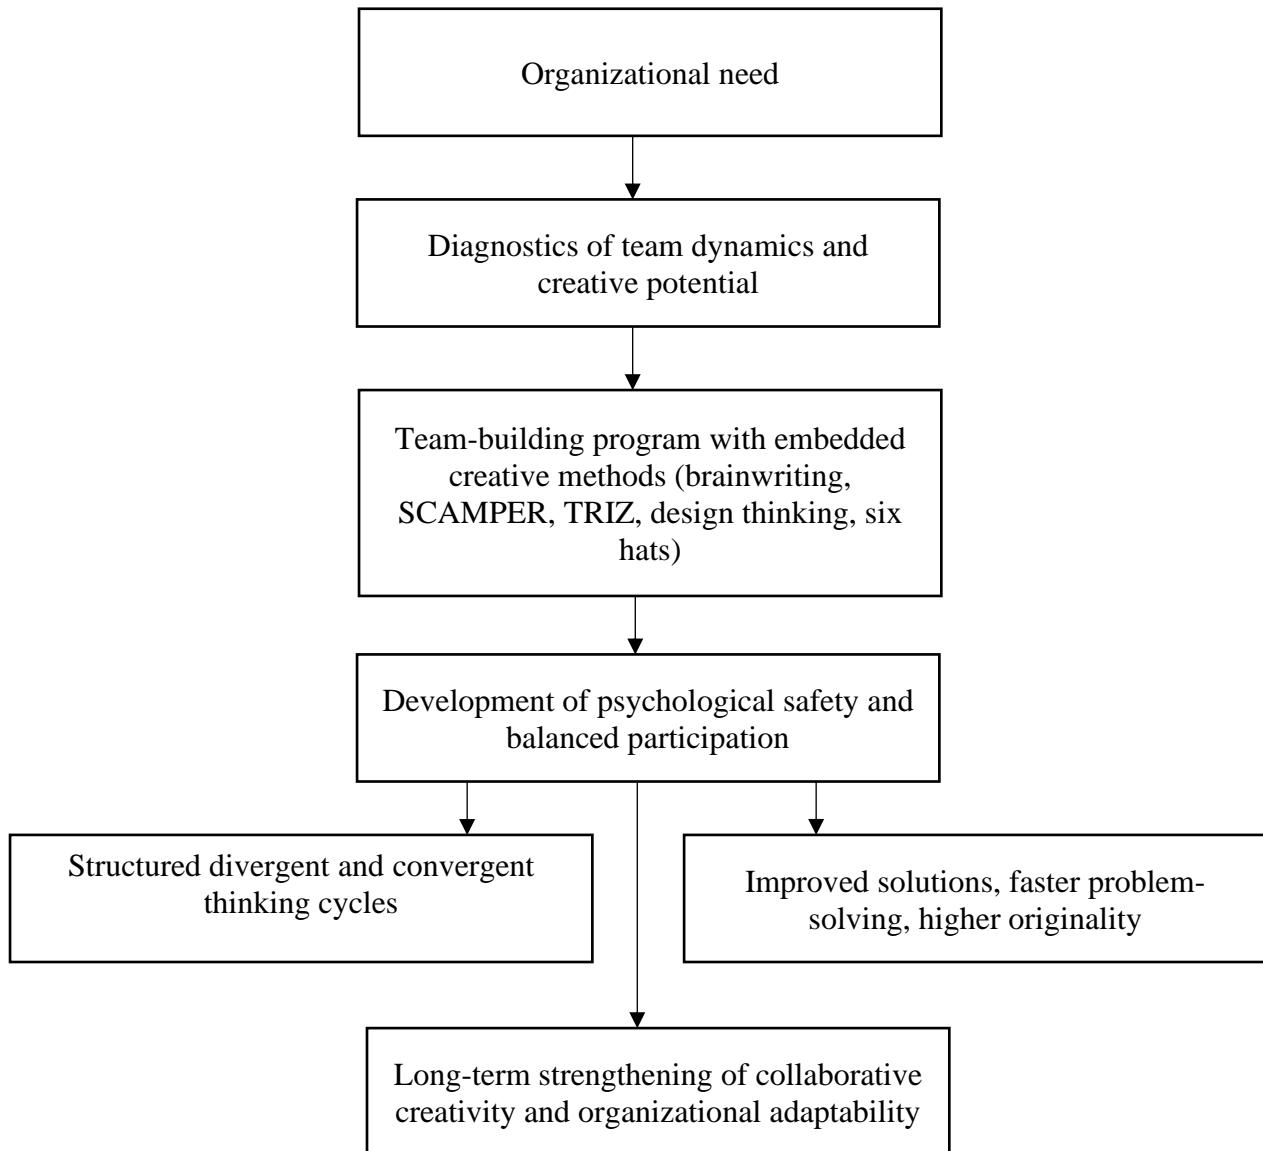 Organizational need
Diagnostics of team dynamics and
creative potential
Team-building program with embedded
creative methods (brainwriting,
SCAMPER, TRIZ, design thinking, six
hats)
Development of psychological safety and
balanced participation
Structured divergent and convergent
thinking cycles
Improved solutions, faster problem-
solving, higher originality
Long-term strengthening of collaborative
creativity and organizational adaptability